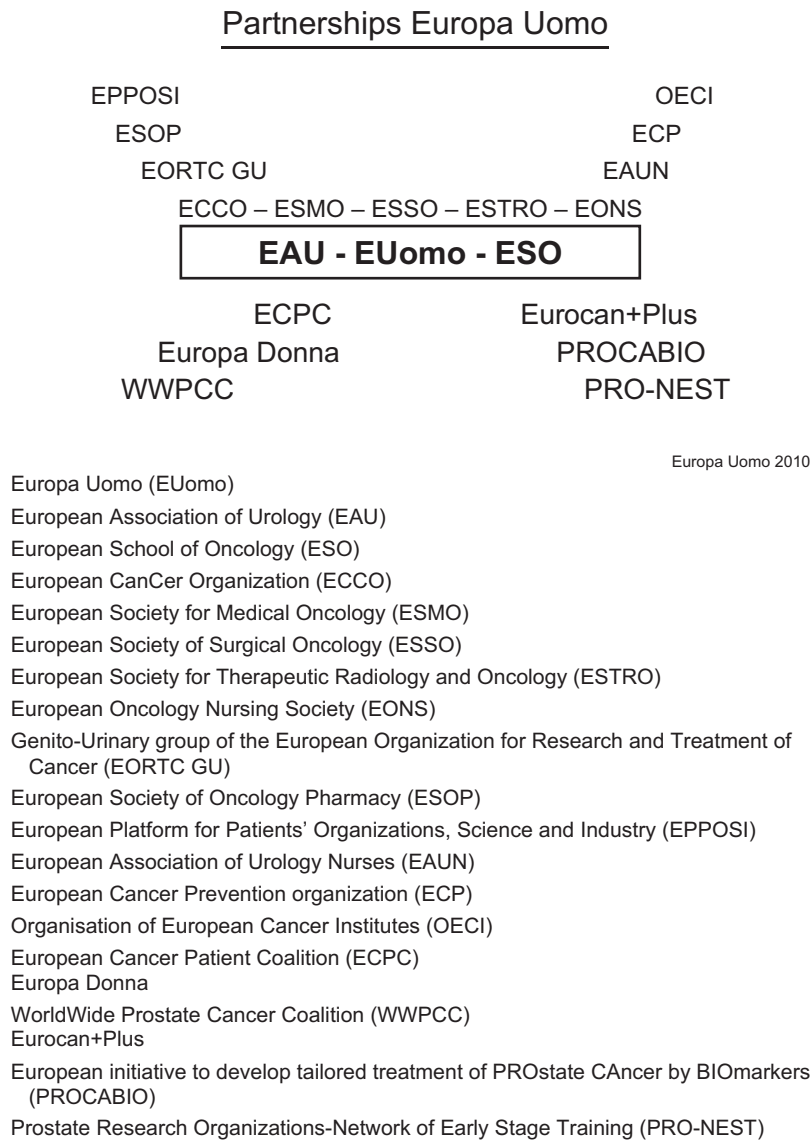 Partnerships Europa Uomo
EPPOSI OECI
ESOP ECP
EORTC GU EAUN
ECCO – ESMO – ESSO – ESTRO – EONS
EAU - EUomo - ESO
ECPC Eurocan+Plus
Europa Donna PROCABIO
WWPCC PRO-NEST
Europa Uomo 2010
Europa Uomo (EUomo)
European Association of Urology (EAU)
European School of Oncology (ESO)
European CanCer Organization (ECCO)
European Society for Medical Oncology (ESMO)
European Society of Surgical Oncology (ESSO)
European Society for Therapeutic Radiology and Oncology (ESTRO)
European Oncology Nursing Society (EONS)
Genito-Urinary group of the European Organization for Research and Treatment of
Cancer (EORTC GU)
European Society of Oncology Pharmacy (ESOP)
European Platform for Patients’ Organizations, Science and Industry (EPPOSI)
European Association of Urology Nurses (EAUN)
European Cancer Prevention organization (ECP)
Organisation of European Cancer Institutes (OECI)
European Cancer Patient Coalition (ECPC)
Europa Donna
WorldWide Prostate Cancer Coalition (WWPCC)
Eurocan+Plus
European initiative to develop tailored treatment of PROstate CAncer by BIOmarkers
(PROCABIO)
Prostate Research Organizations-Network of Early Stage Training (PRO-NEST)